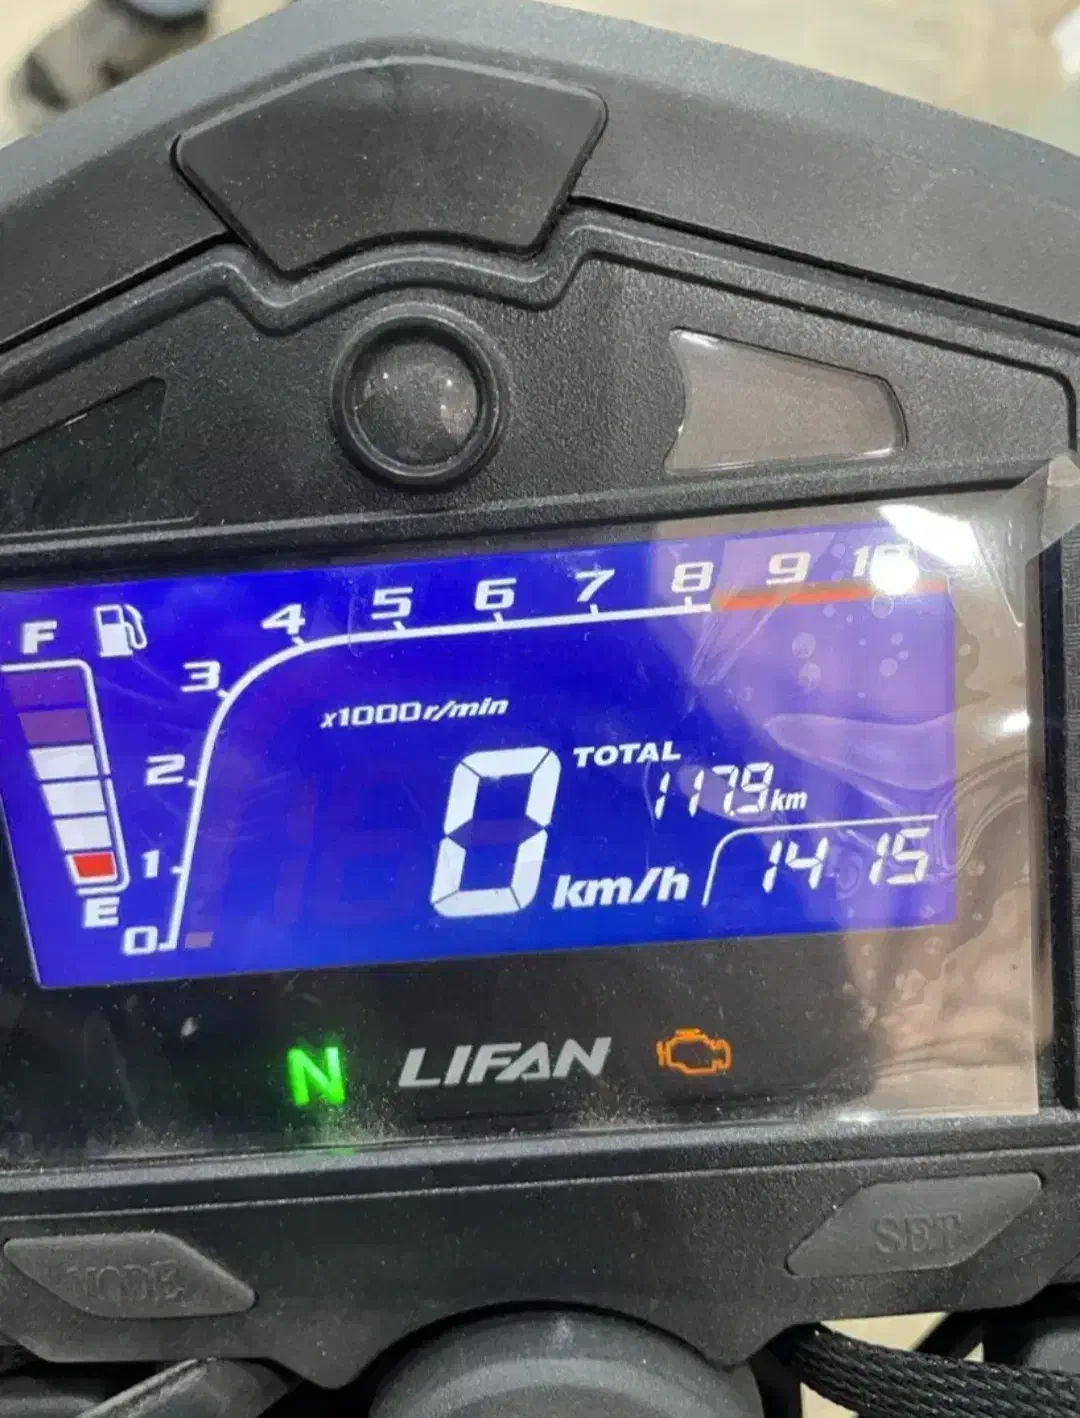 F
4 5 6 7 8 9 10
3
x1000r/min
2
TOTAL
1179km
1
0 km/h
14 15
E
0
N LIFAN
MODE SET